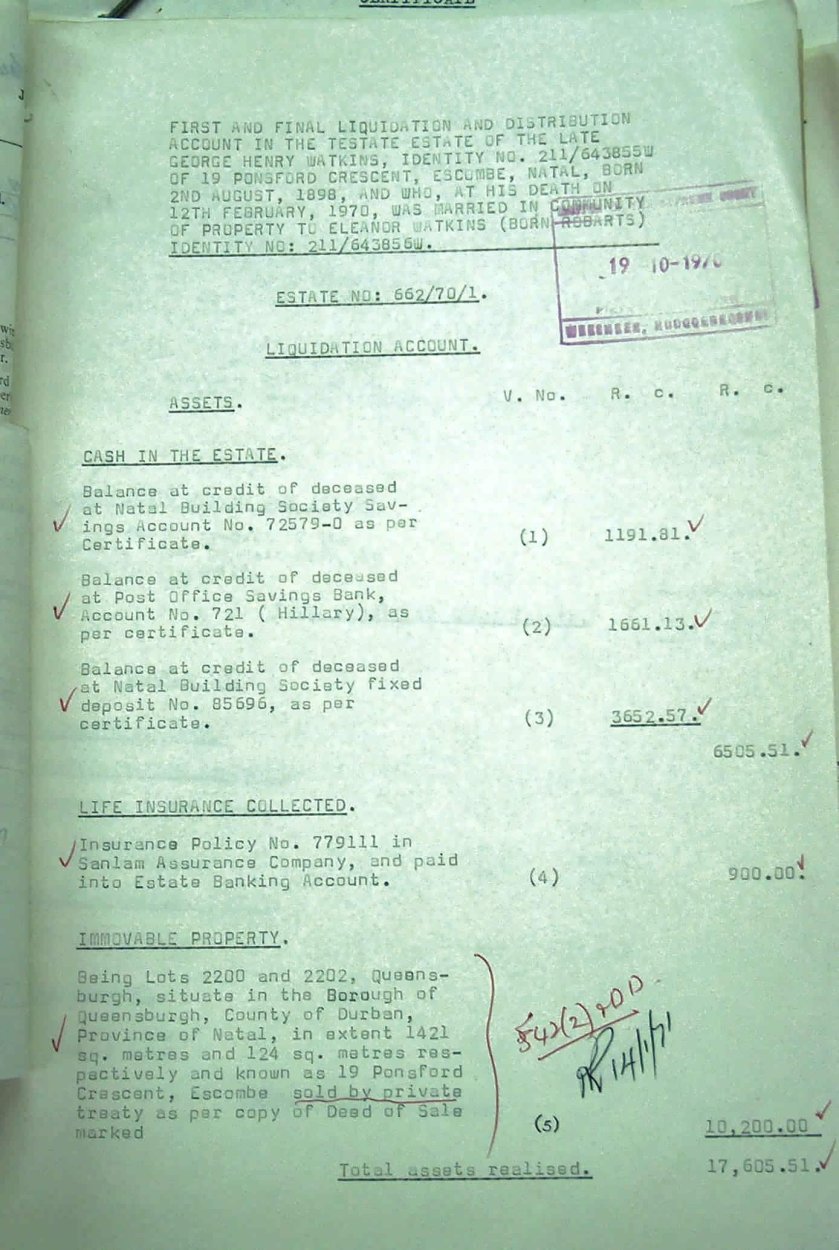 CERTIFICATE
FIRST AND FINAL LIQUIDATION AND DISTRIBUTION
ACCOUNT IN THE TESTATE ESTATE OF THE LATE
GEORGE HENRY WATKINS, IDENTITY NO. 211/643855W
OF 19 PONSFORD CRESCENT, ESCOMBE, NATAL, BORN
2ND AUGUST, 1898, AND WHO, AT HIS DEATH ON
12TH FEBRUARY, 1970, WAS MARRIED IN COMMUNITY
OF PROPERTY TO ELEANOR WATKINS (BORN ROBARTS)
IDENTITY NO: 211/643856W.
COURT
19 10-1970
ESTATE NO: 662/70/1.
LIQUIDATION ACCOUNT.
ASSETS. V. No. R. c. R. c.
CASH IN THE ESTATE.
Balance at credit of deceased
at Natal Building Society Sav-
ings Account No. 72579-0 as per
Certificate. (1) 1191.81.
Balance at credit of deceased
at Post Office Savings Bank,
Account No. 721 ( Hillary), as
per certificate. (2) 1661.13.
Balance at credit of deceased
at Natal Building Society fixed
deposit No. 85696, as per
certificate. (3) 3652.57.
6505.51.
LIFE INSURANCE COLLECTED.
Insurance Policy No. 779111 in
Sanlam Assurance Company, and paid
into Estate Banking Account. (4) 900.00.
IMMOVABLE PROPERTY.
Being Lots 2200 and 2202, Queens-
burgh, situate in the Borough of
Queensburgh, County of Durban,
Province of Natal, in extent 1421
sq. metres and 124 sq. metres res-
pectively and known as 19 Ponsford
Crescent, Escombe sold by private
treaty as per copy of Deed of Sale
marked (5) 10,200.00
§42(2)
14/1/71
Total assets realised. 17,605.51.